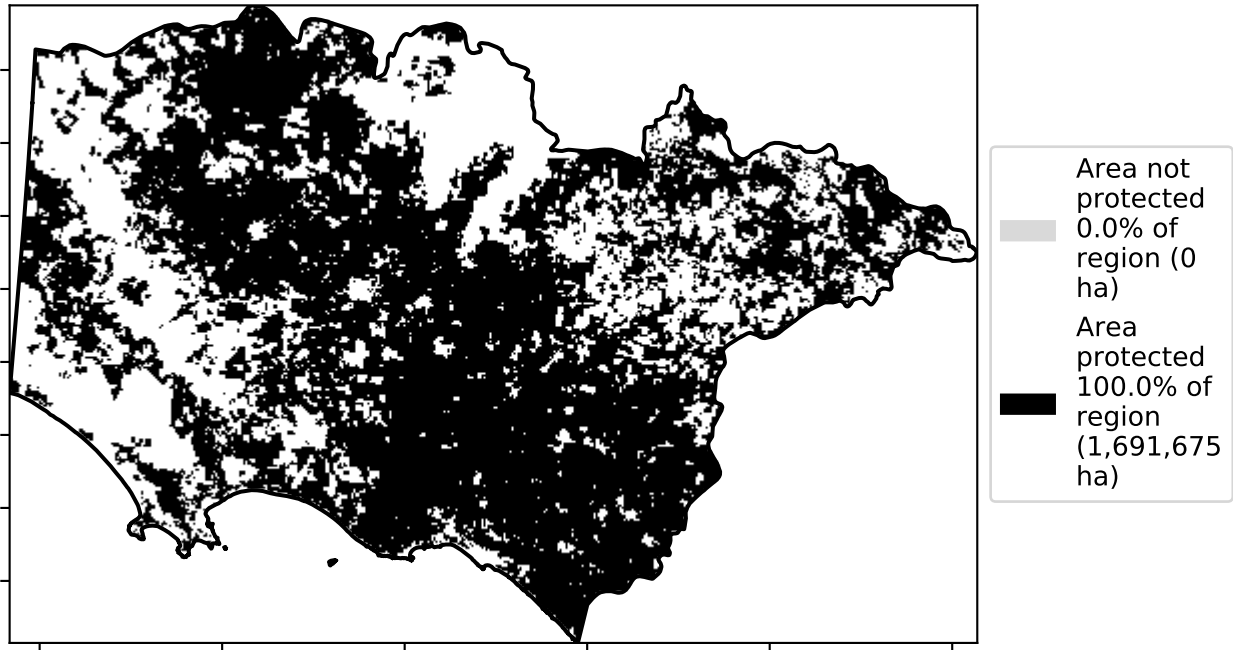 Area not
protected
0.0% of
region (0
ha)
Area
protected
100.0% of
region
(1,691,675
ha)